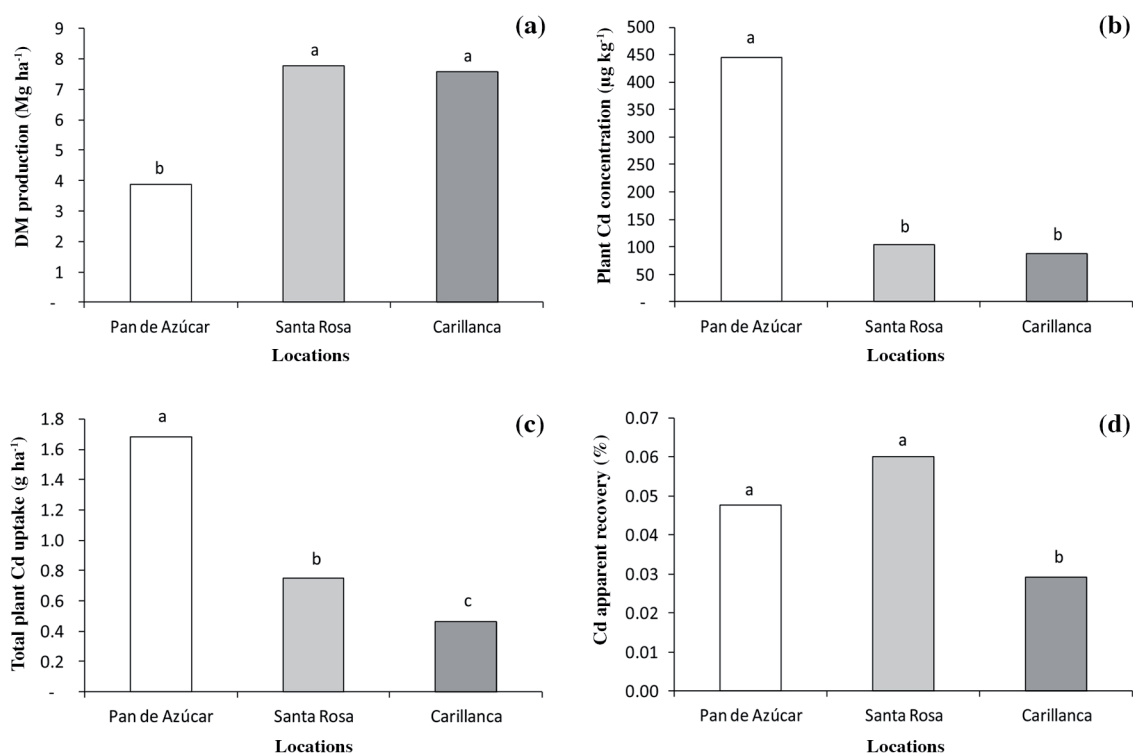 (a)
DM production (Mg ha⁻¹)
9
8
7
6
5
4
3
2
1
-
b
a
a
Pan de Azúcar Santa Rosa Carillanca
Locations
(b)
Plant Cd concentration (µg kg⁻¹)
500
450
400
350
300
250
200
150
100
50
-
a
b
b
Pan de Azúcar Santa Rosa Carillanca
Locations
(c)
Total plant Cd uptake (g ha⁻¹)
1.8
1.6
1.4
1.2
1.0
0.8
0.6
0.4
0.2
-
a
b
c
Pan de Azúcar Santa Rosa Carillanca
Locations
(d)
Cd apparent recovery (%)
0.07
0.06
0.05
0.04
0.03
0.02
0.01
0.00
a
a
b
Pan de Azúcar Santa Rosa Carillanca
Locations